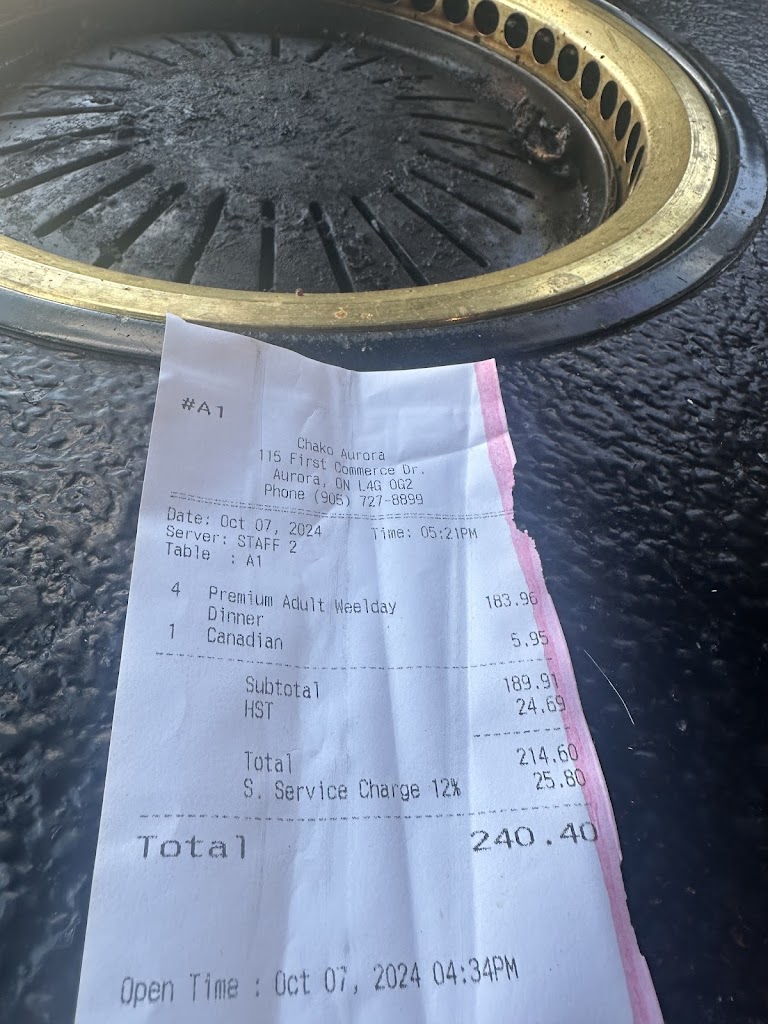 #A1
Chako Aurora
115 First Commerce Dr.
Aurora, ON L4G 0G2
Phone (905) 727-8899
Date: Oct 07, 2024 Time: 05:21PM
Server: STAFF 2
Table : A1
4 Premium Adult Weelday 183.96
Dinner
1 Canadian 5.95
Subtotal 189.91
HST 24.69
Total 214.60
S. Service Charge 12% 25.80
Total 240.40
Open Time : Oct 07, 2024 04:34PM